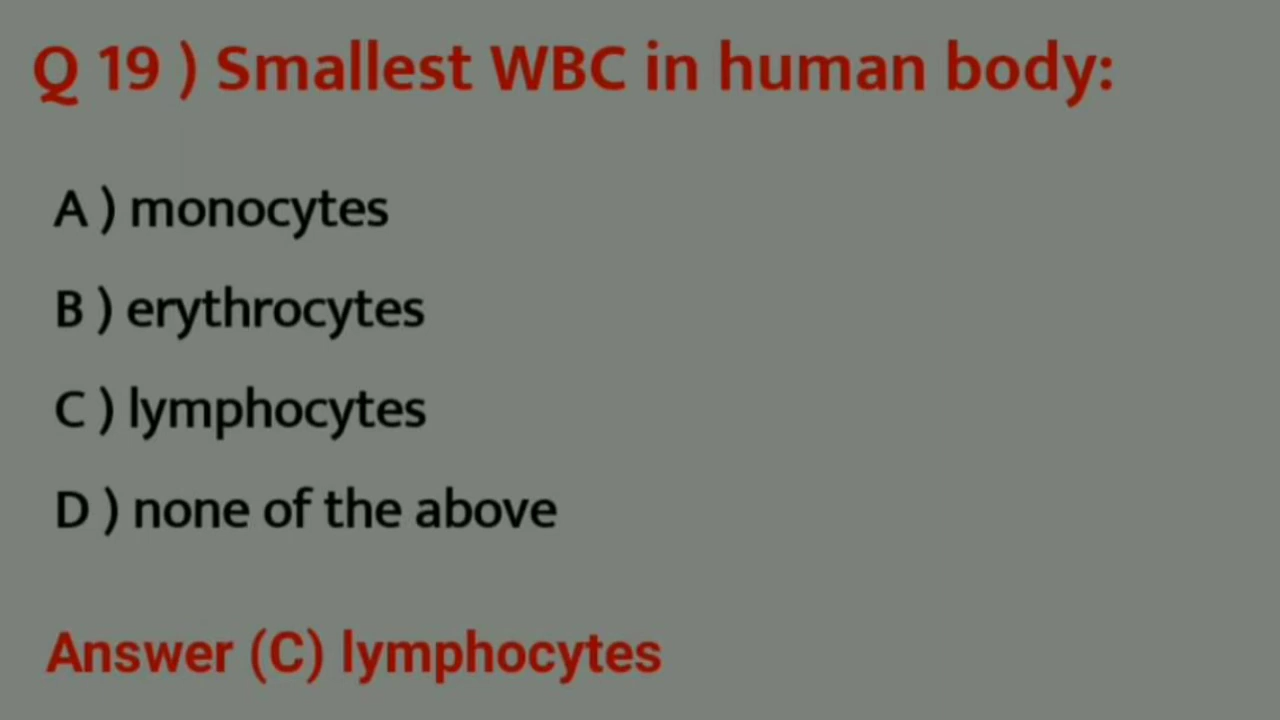 Q 19 ) Smallest WBC in human body:
A ) monocytes
B ) erythrocytes
C ) lymphocytes
D ) none of the above
Answer (C) lymphocytes